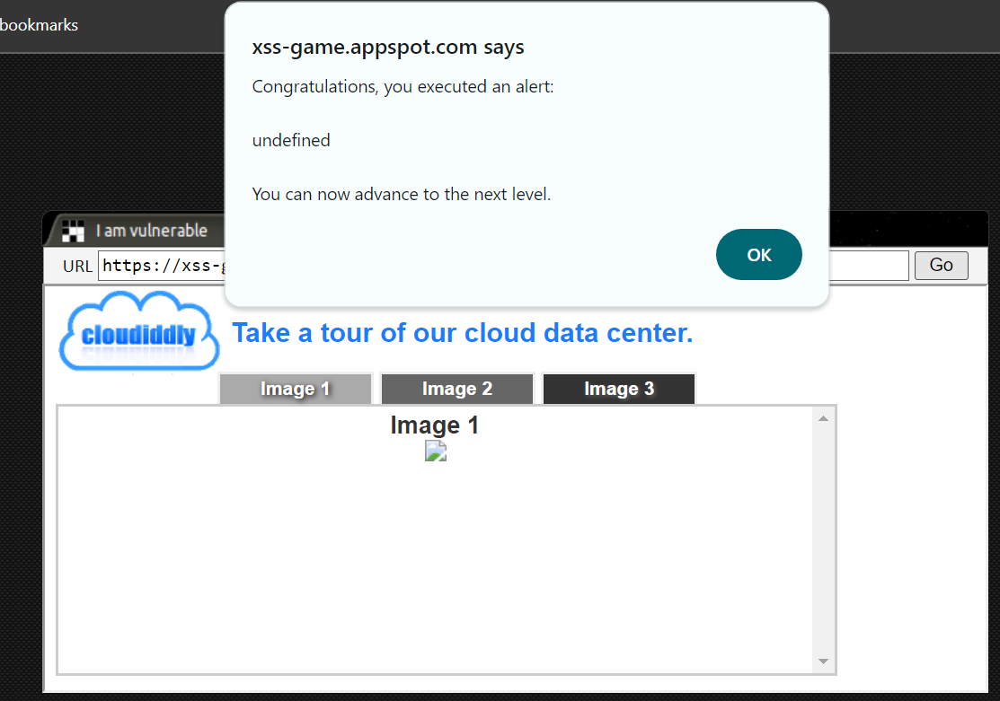 bookmarks
xss-game.appspot.com says
Congratulations, you executed an alert:
undefined
You can now advance to the next level.
OK
I am vulnerable
URL https://xss-g
Go
cloudiddly
Take a tour of our cloud data center.
Image 1 Image 2 Image 3
Image 1